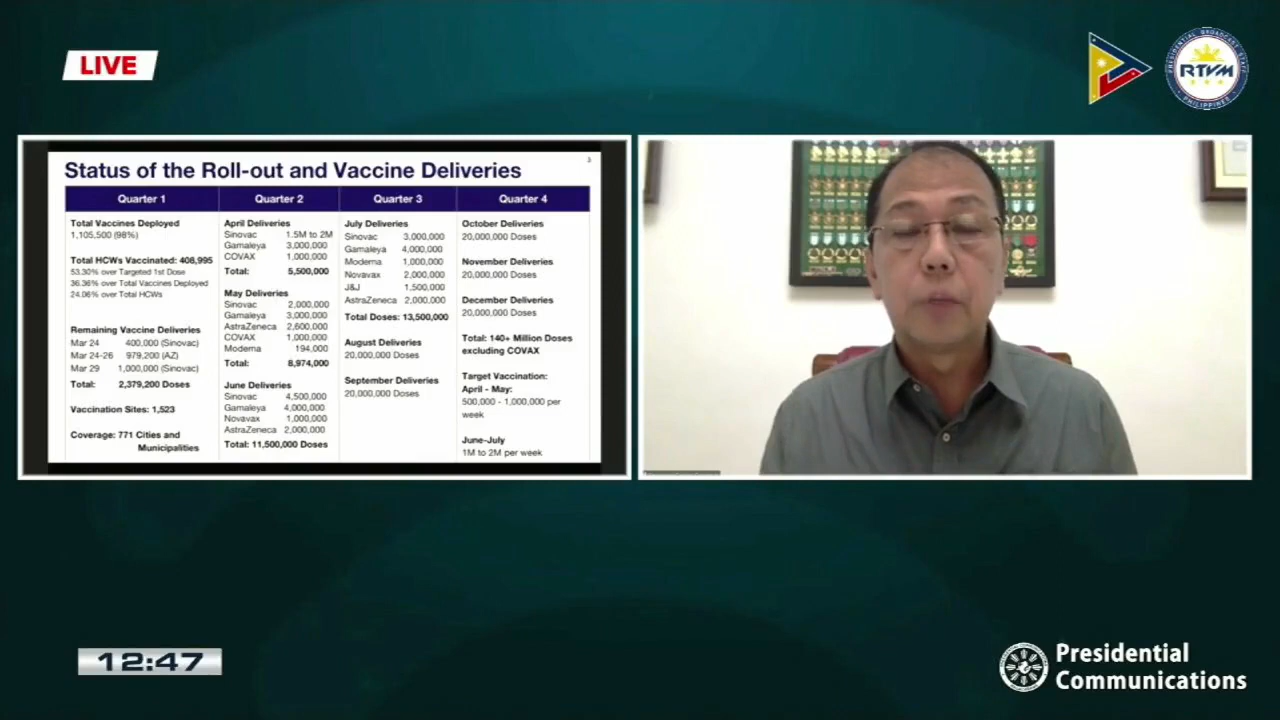 LIVE
PRESIDENTIAL BROADCAST STAFF
RTVM
PHILIPPINES
3
Status of the Roll-out and Vaccine Deliveries
Quarter 1
Total Vaccines Deployed
1,105,500 (98%)
Total HCWs Vaccinated: 408,995
53.30% over Targeted 1st Dose
36.36% over Total Vaccines Deployed
24.06% over Total HCWs
Remaining Vaccine Deliveries
Mar 24 400,000 (Sinovac)
Mar 24-26 979,200 (AZ)
Mar 29 1,000,000 (Sinovac)
Total: 2,379,200 Doses
Vaccination Sites: 1,523
Coverage: 771 Cities and
Municipalities
Quarter 2
April Deliveries
Sinovac 1.5M to 2M
Gamaleya 3,000,000
COVAX 1,000,000
Total: 5,500,000
May Deliveries
Sinovac 2,000,000
Gamaleya 3,000,000
AstraZeneca 2,600,000
COVAX 1,000,000
Moderna 194,000
Total: 8,974,000
June Deliveries
Sinovac 4,500,000
Gamaleya 4,000,000
Novavax 1,000,000
AstraZeneca 2,000,000
Total: 11,500,000 Doses
Quarter 3
July Deliveries
Sinovac 3,000,000
Gamaleya 4,000,000
Moderna 1,000,000
Novavax 2,000,000
J&J 1,500,000
AstraZeneca 2,000,000
Total Doses: 13,500,000
August Deliveries
20,000,000 Doses
September Deliveries
20,000,000 Doses
Quarter 4
October Deliveries
20,000,000 Doses
November Deliveries
20,000,000 Doses
December Deliveries
20,000,000 Doses
Total: 140+ Million Doses
excluding COVAX
Target Vaccination:
April - May:
500,000 - 1,000,000 per
week
June-July
1M to 2M per week
12:47
Presidential
Communications